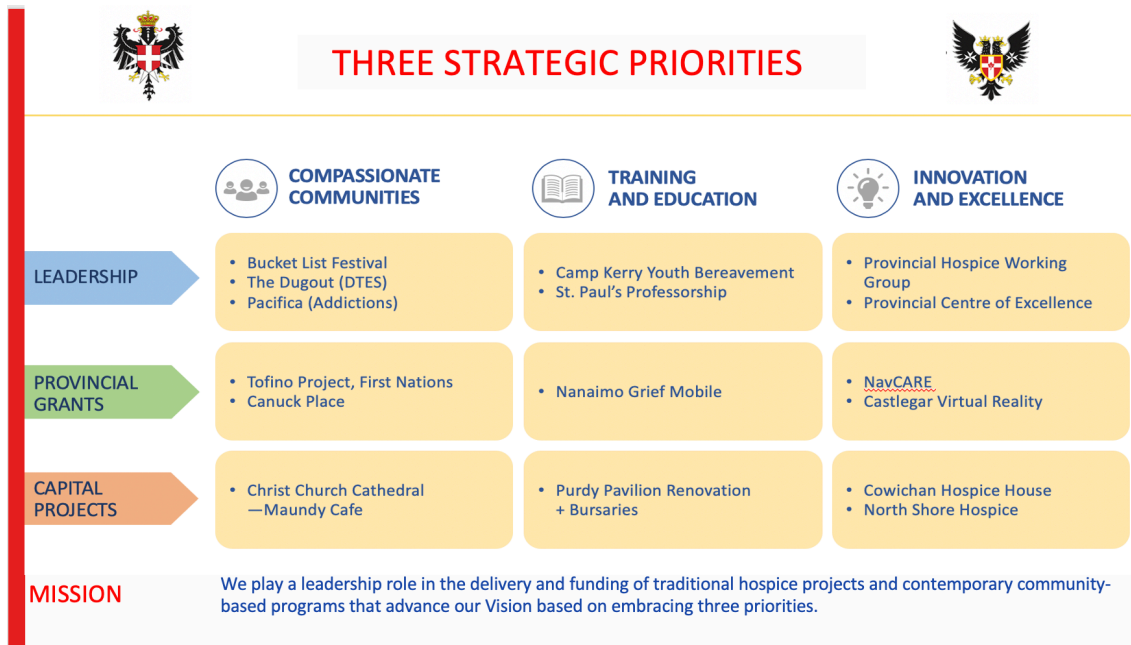 THREE STRATEGIC PRIORITIES
COMPASSIONATE
COMMUNITIES
TRAINING
AND EDUCATION
INNOVATION
AND EXCELLENCE
LEADERSHIP
• Bucket List Festival
• The Dugout (DTES)
• Pacifica (Addictions)
• Camp Kerry Youth Bereavement
• St. Paul’s Professorship
• Provincial Hospice Working
Group
• Provincial Centre of Excellence
PROVINCIAL
GRANTS
• Tofino Project, First Nations
• Canuck Place
• Nanaimo Grief Mobile
• NavCARE
• Castlegar Virtual Reality
CAPITAL
PROJECTS
• Christ Church Cathedral
—Maundy Cafe
• Purdy Pavilion Renovation
+ Bursaries
• Cowichan Hospice House
• North Shore Hospice
MISSION
We play a leadership role in the delivery and funding of traditional hospice projects and contemporary community-
based programs that advance our Vision based on embracing three priorities.